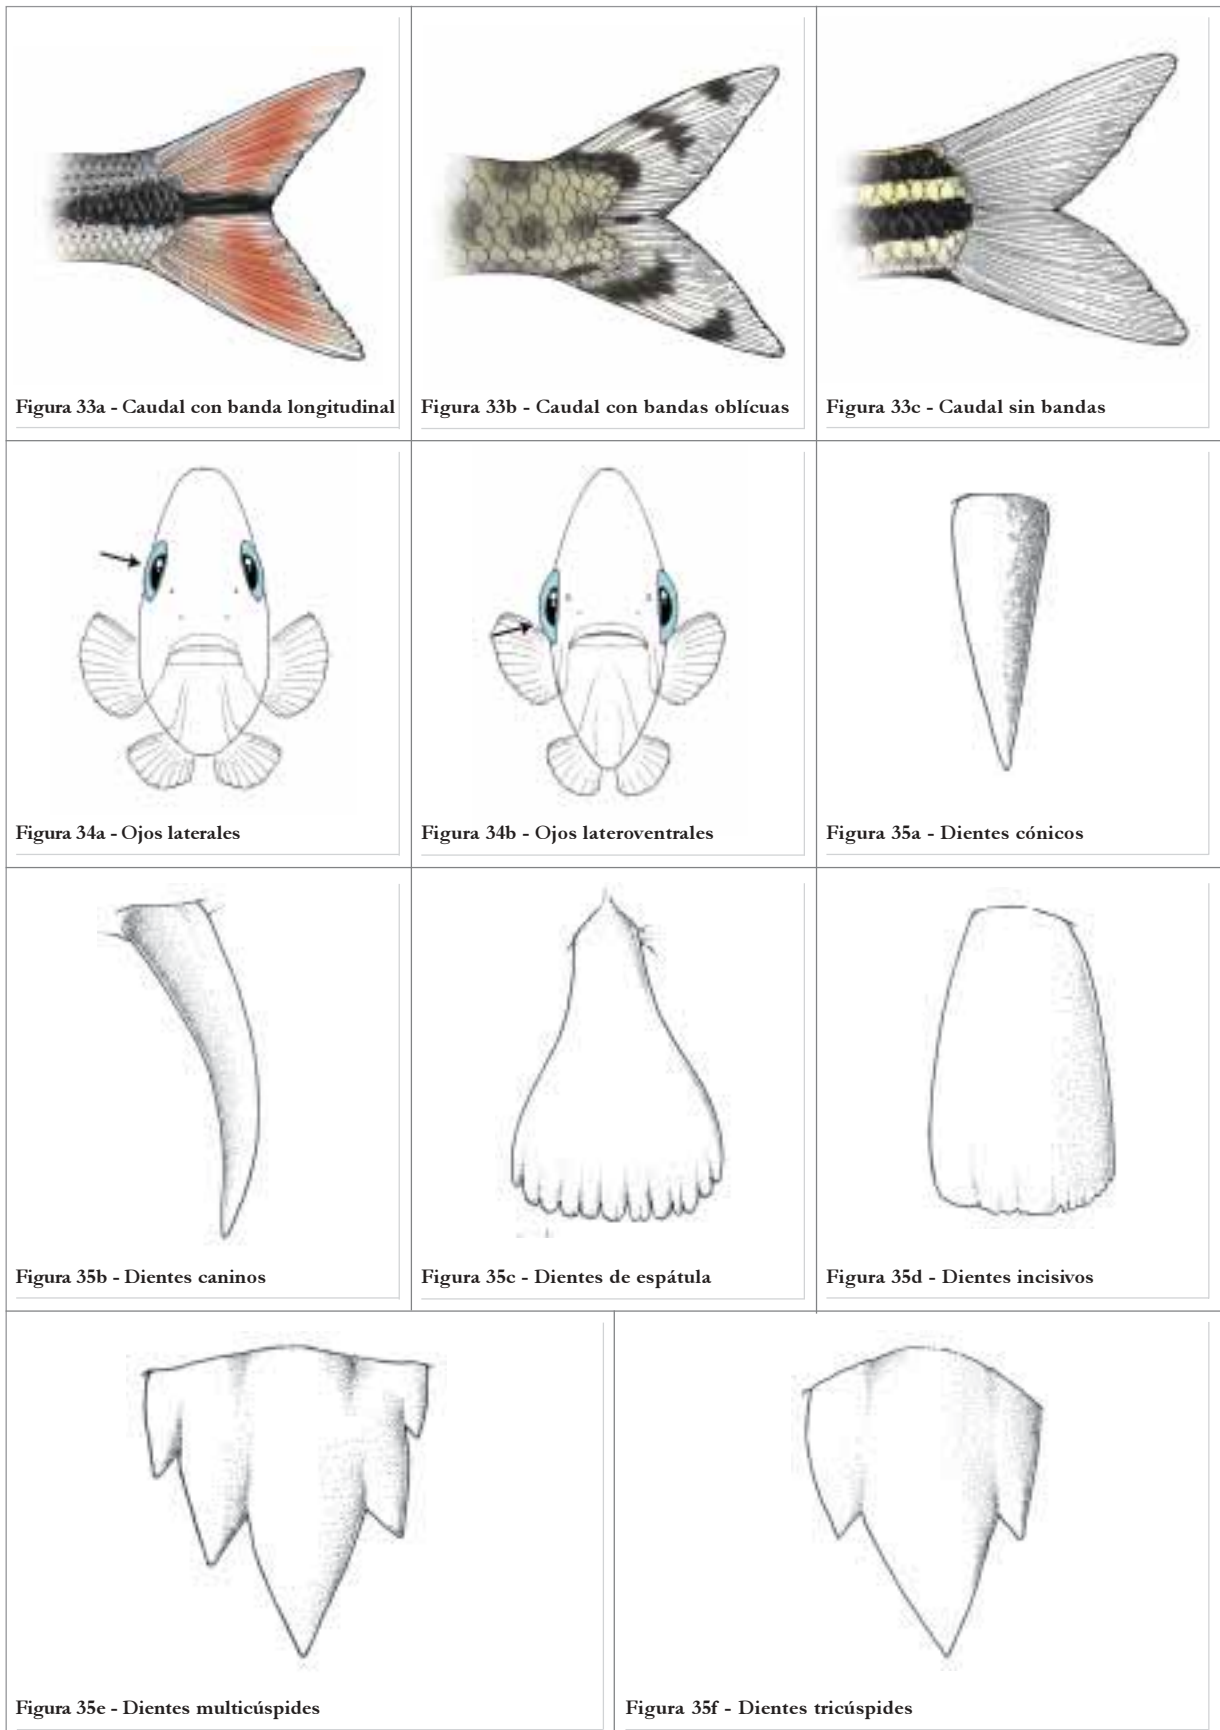 Figura 33a - Caudal con banda longitudinal
Figura 33b - Caudal con bandas oblícuas
Figura 33c - Caudal sin bandas
Figura 34a - Ojos laterales
Figura 34b - Ojos lateroventrales
Figura 35a - Dientes cónicos
Figura 35b - Dientes caninos
Figura 35c - Dientes de espátula
Figura 35d - Dientes incisivos
Figura 35e - Dientes multicúspides
Figura 35f - Dientes tricúspides